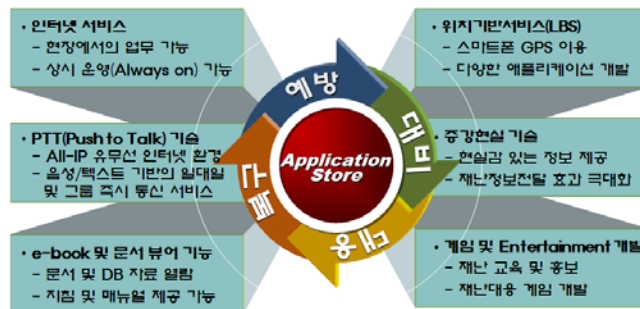 • 인터넷 서비스
– 현장에서의 업무 가능
– 상시 운영(Always on) 가능
• PTT(Push to Talk) 기술
– All-IP 유무선 인터넷 환경
– 음성/텍스트 기반의 일대일
및 그룹 즉시 통신 서비스
• e-book 및 문서 뷰어 기능
– 문서 및 DB 자료 열람
– 지침 및 매뉴얼 제공 가능
예방
대비
대응
복구
Application
Store
• 위치기반서비스(LBS)
– 스마트폰 GPS 이용
– 다양한 애플리케이션 개발
• 증강현실 기술
– 현실감 있는 정보 제공
– 재난정보전달 효과 극대화
• 게임 및 Entertainment 개발
– 재난 교육 및 홍보
– 재난대응 게임 개발